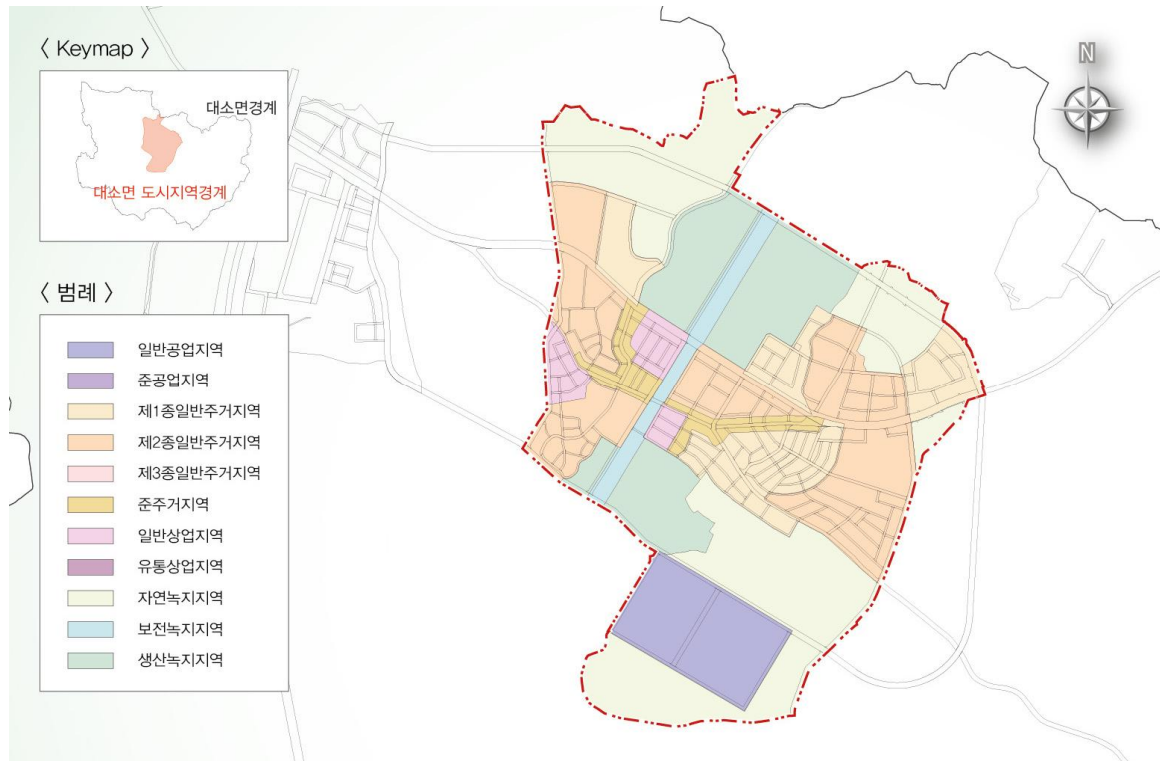 〈 Keymap 〉
대소면경계
대소면 도시지역경계
N
〈 범례 〉
일반공업지역
준공업지역
제1종일반주거지역
제2종일반주거지역
제3종일반주거지역
준주거지역
일반상업지역
유통상업지역
자연녹지지역
보전녹지지역
생산녹지지역